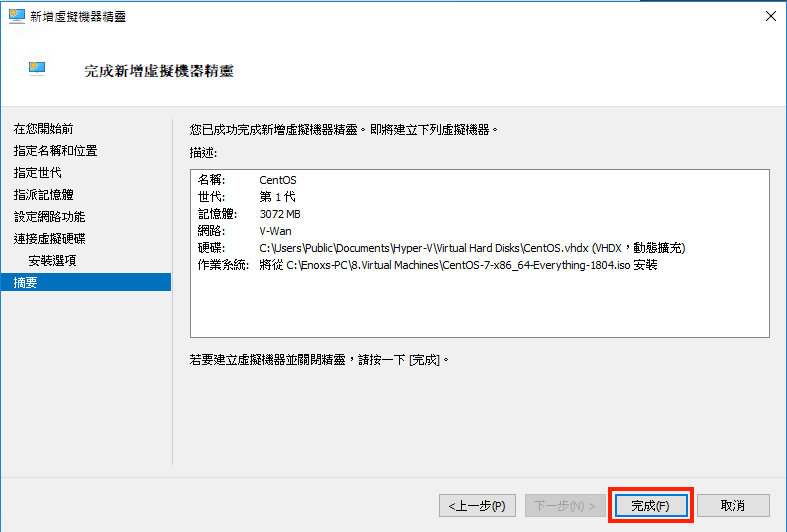 新增虛擬機器精靈
完成新增虛擬機器精靈
在您開始前
指定名稱和位置
指定世代
指派記憶體
設定網路功能
連接虛擬硬碟
安裝選項
摘要
您已成功完成新增虛擬機器精靈。即將建立下列虛擬機器。
描述:
名稱: CentOS
世代: 第 1 代
記憶體: 3072 MB
網路: V-Wan
硬碟: C:\Users\Public\Documents\Hyper-V\Virtual Hard Disks\CentOS.vhdx (VHDX，動態擴充)
作業系統: 將從 C:\Enoxs-PC\8.Virtual Machines\CentOS-7-x86_64-Everything-1804.iso 安裝
若要建立虛擬機器並關閉精靈，請按一下 [完成]。
<上一步(P)
下一步(N) >
完成(F)
取消